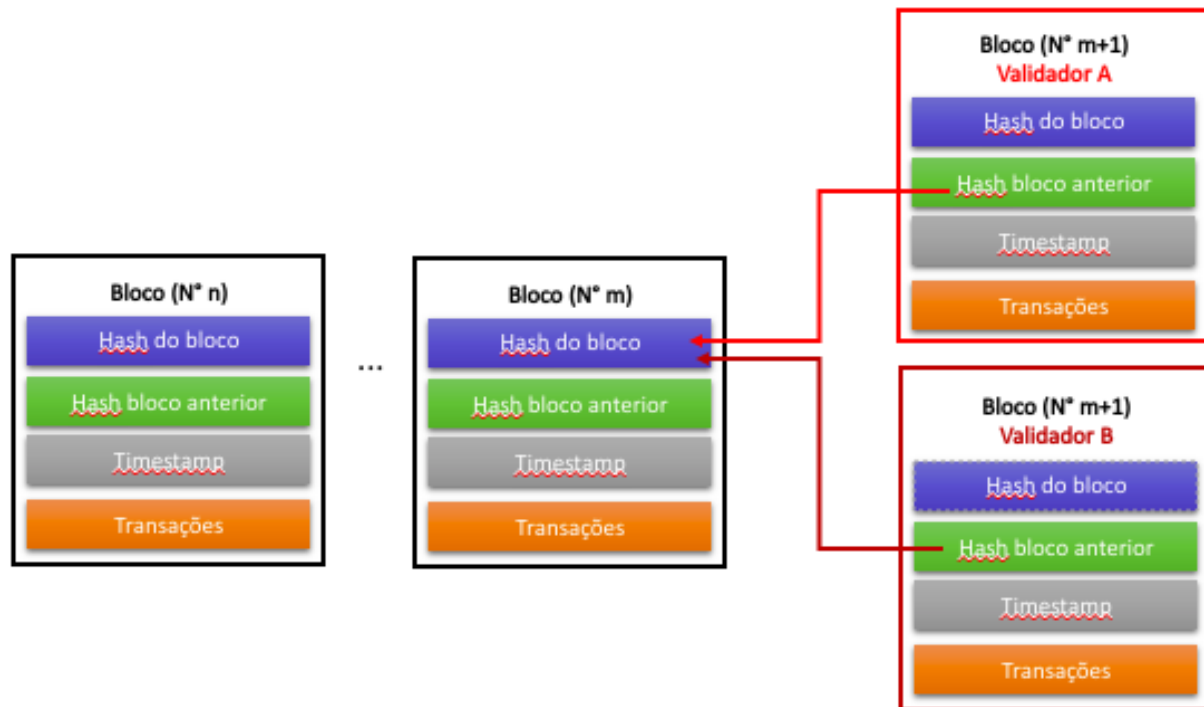 Bloco (N° n)
Hash do bloco
Hash bloco anterior
Timestamp
Transações
...
Bloco (N° m)
Hash do bloco
Hash bloco anterior
Timestamp
Transações
Bloco (N° m+1)
Validador A
Hash do bloco
Hash bloco anterior
Timestamp
Transações
Bloco (N° m+1)
Validador B
Hash do bloco
Hash bloco anterior
Timestamp
Transações